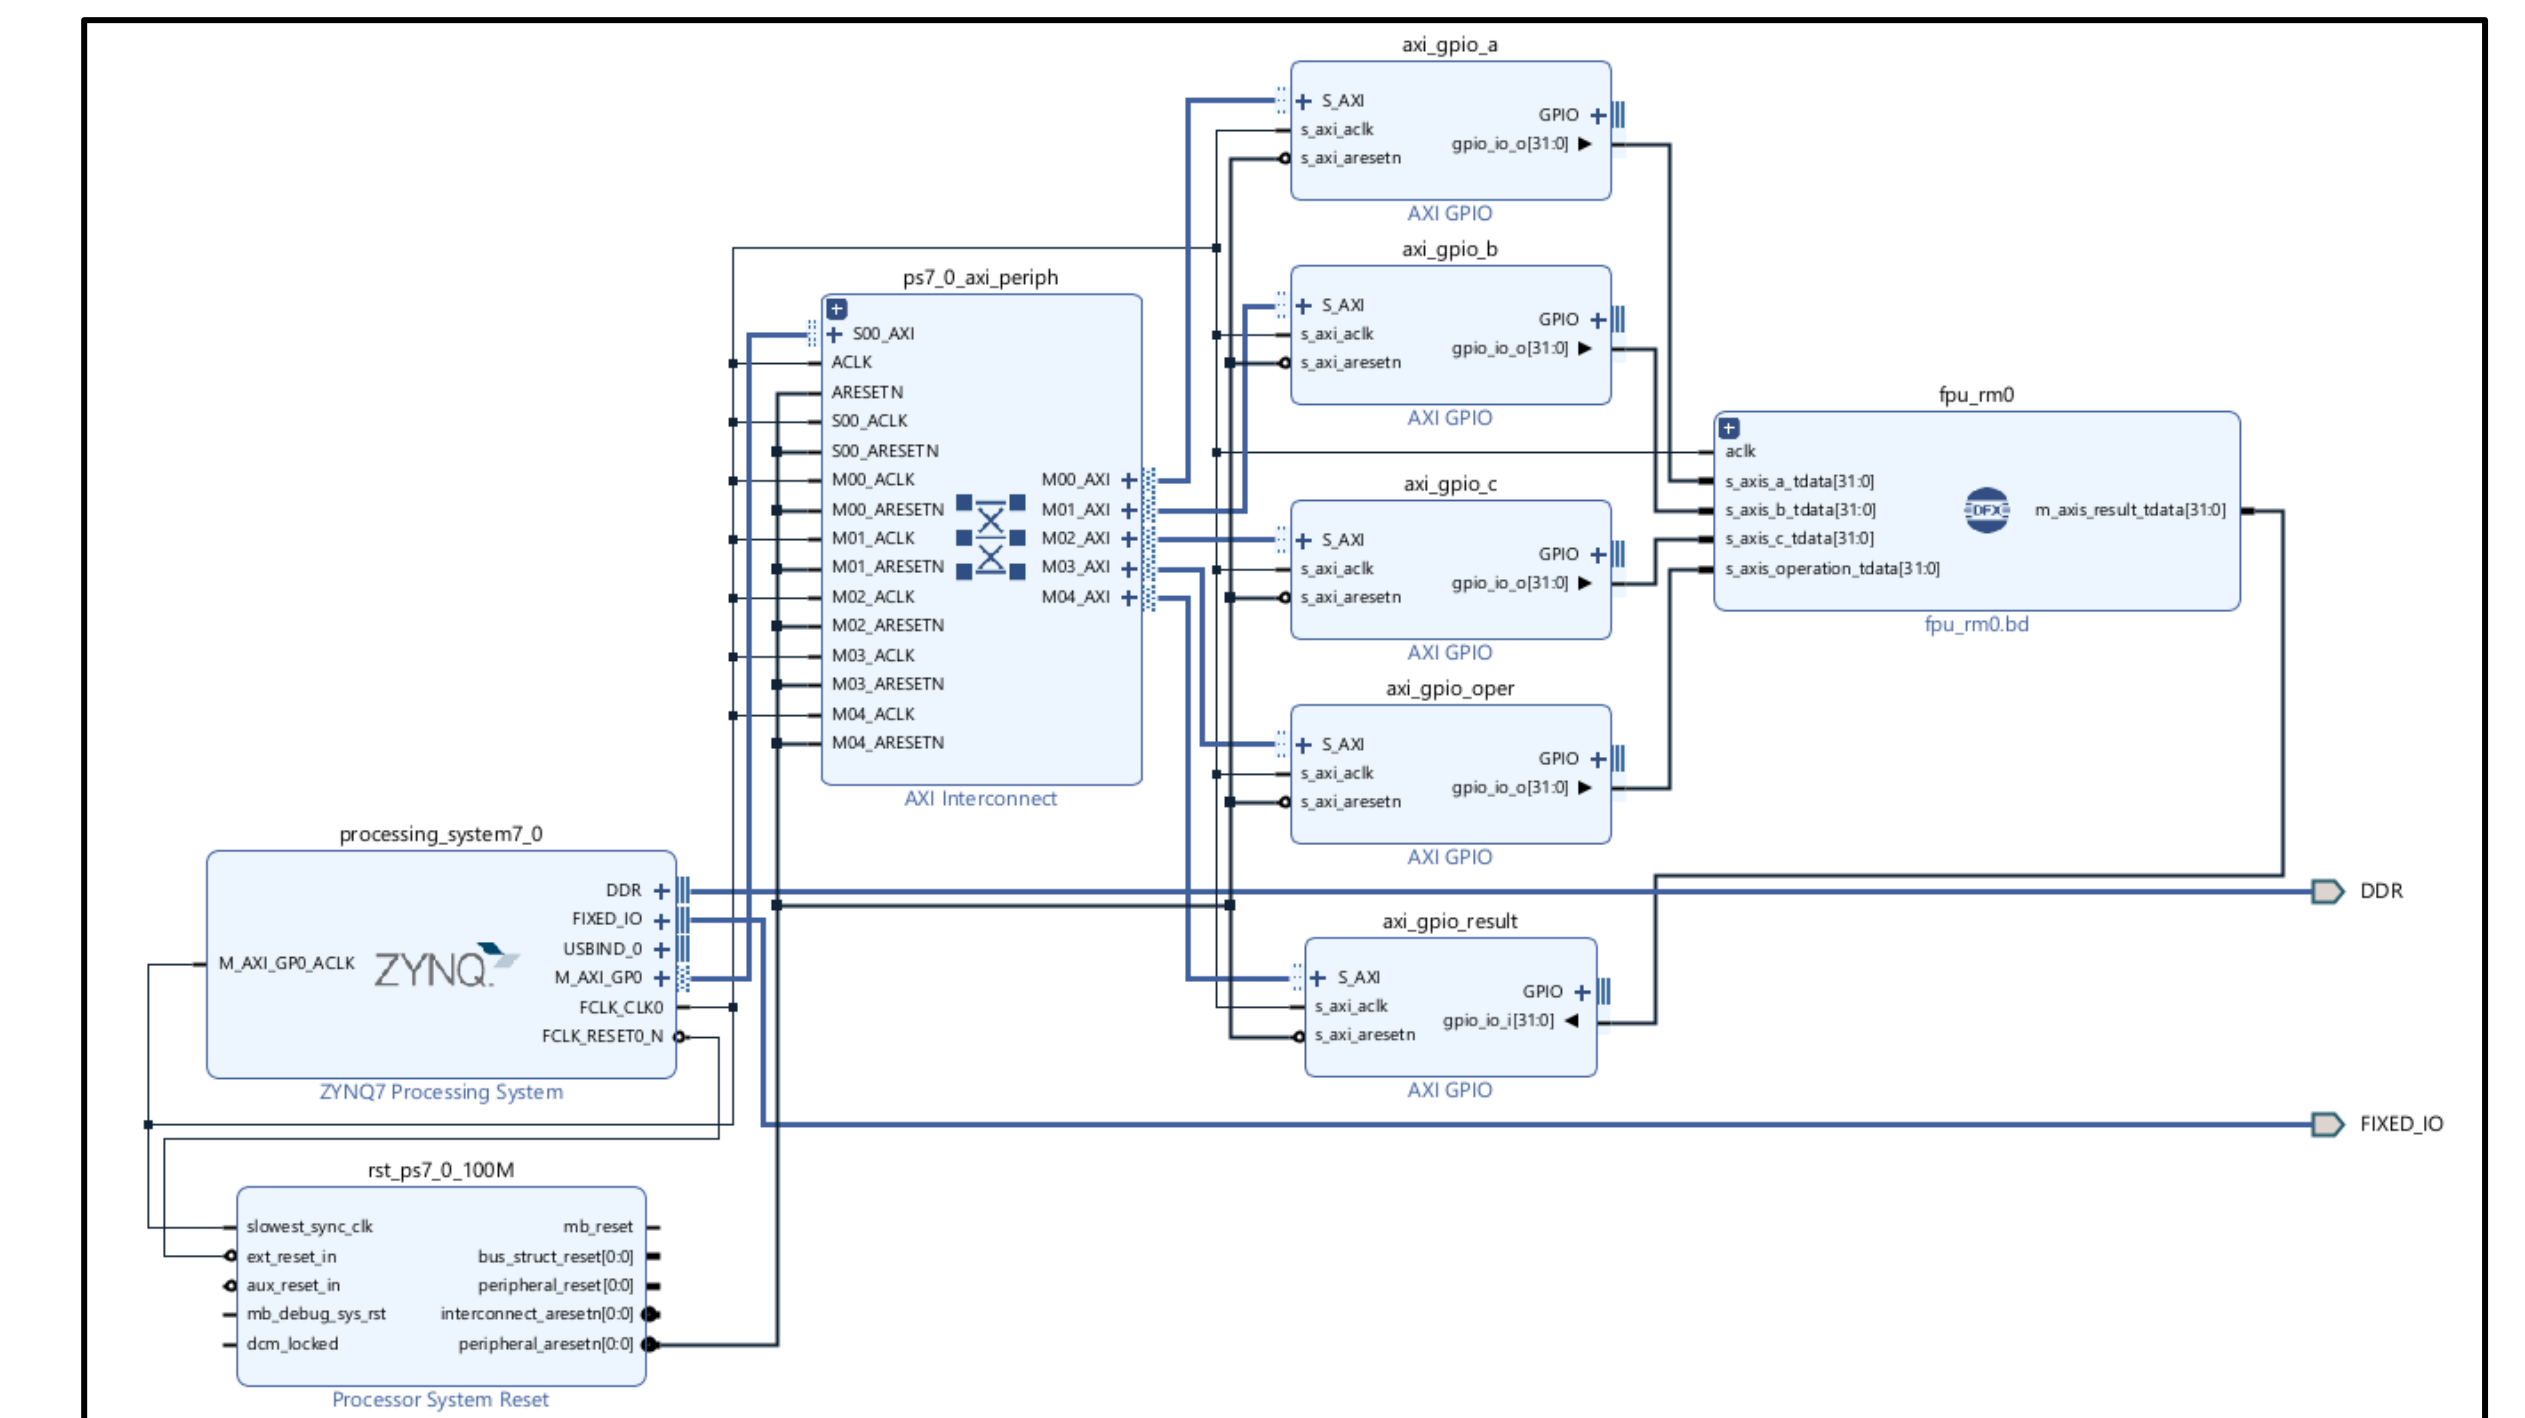 axi_gpio_a
S_AXI
s_axi_aclk
s_axi_aresetn
GPIO
gpio_io_o[31:0]
AXI GPIO
axi_gpio_b
S_AXI
s_axi_aclk
s_axi_aresetn
GPIO
gpio_io_o[31:0]
AXI GPIO
ps7_0_axi_periph
S00_AXI
ACLK
ARESETN
S00_ACLK
S00_ARESETN
M00_ACLK
M00_ARESETN
M01_ACLK
M01_ARESETN
M02_ACLK
M02_ARESETN
M03_ACLK
M03_ARESETN
M04_ACLK
M04_ARESETN
M00_AXI
M01_AXI
M02_AXI
M03_AXI
M04_AXI
AXI Interconnect
axi_gpio_c
S_AXI
s_axi_aclk
s_axi_aresetn
GPIO
gpio_io_o[31:0]
AXI GPIO
fpu_rm0
aclk
s_axis_a_tdata[31:0]
s_axis_b_tdata[31:0]
s_axis_c_tdata[31:0]
s_axis_operation_tdata[31:0]
DFX
m_axis_result_tdata[31:0]
fpu_rm0.bd
axi_gpio_oper
S_AXI
s_axi_aclk
s_axi_aresetn
GPIO
gpio_io_o[31:0]
AXI GPIO
processing_system7_0
M_AXI_GP0_ACLK
ZYNQ.
DDR
FIXED_IO
USBIND_0
M_AXI_GP0
FCLK_CLK0
FCLK_RESET0_N
ZYNQ7 Processing System
axi_gpio_result
S_AXI
s_axi_aclk
s_axi_aresetn
GPIO
gpio_io_i[31:0]
AXI GPIO
DDR
FIXED_IO
rst_ps7_0_100M
slowest_sync_clk
ext_reset_in
aux_reset_in
mb_debug_sys_rst
dcm_locked
mb_reset
bus_struct_reset[0:0]
peripheral_reset[0:0]
interconnect_aresetn[0:0]
peripheral_aresetn[0:0]
Processor System Reset